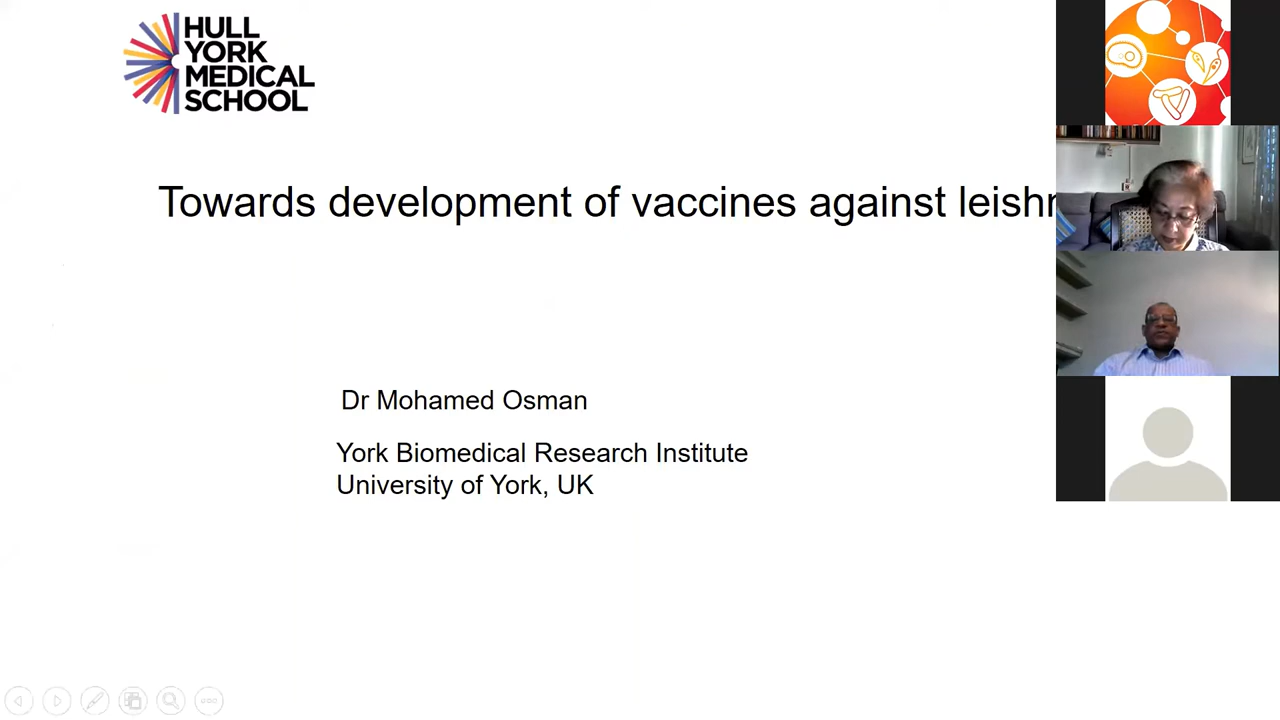 HULL
YORK
MEDICAL
SCHOOL
Towards development of vaccines against leishr
Dr Mohamed Osman
York Biomedical Research Institute
University of York, UK